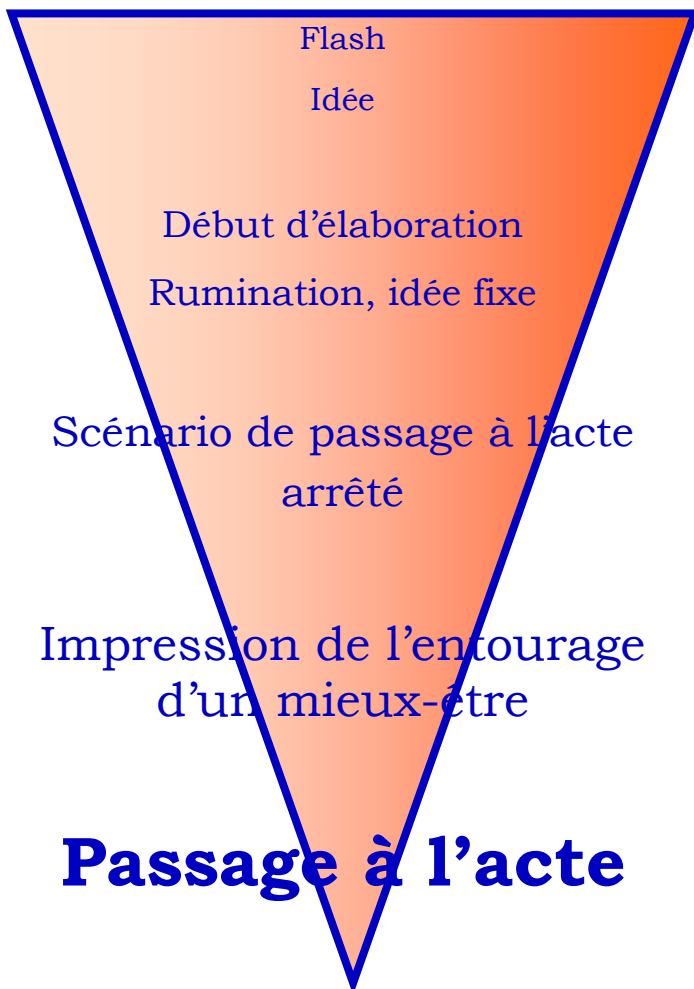 Flash
Idée
Début d’élaboration
Rumination, idée fixe
Scénario de passage à l’acte
arrêté
Impression de l’entourage
d’un mieux-être
Passage à l’acte